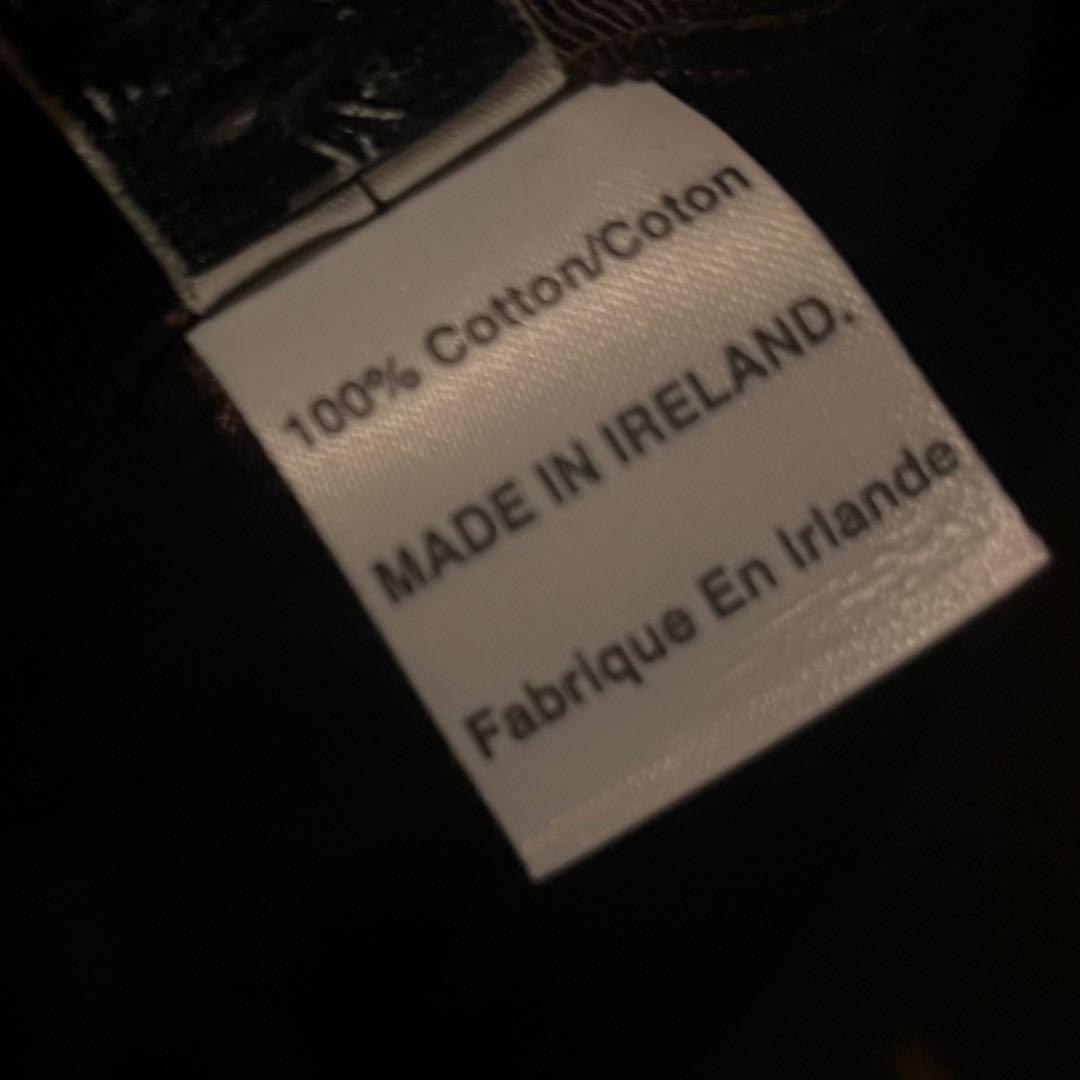 100% Cotton/Coton
MADE IN IRELAND.
Fabrique En Irlande